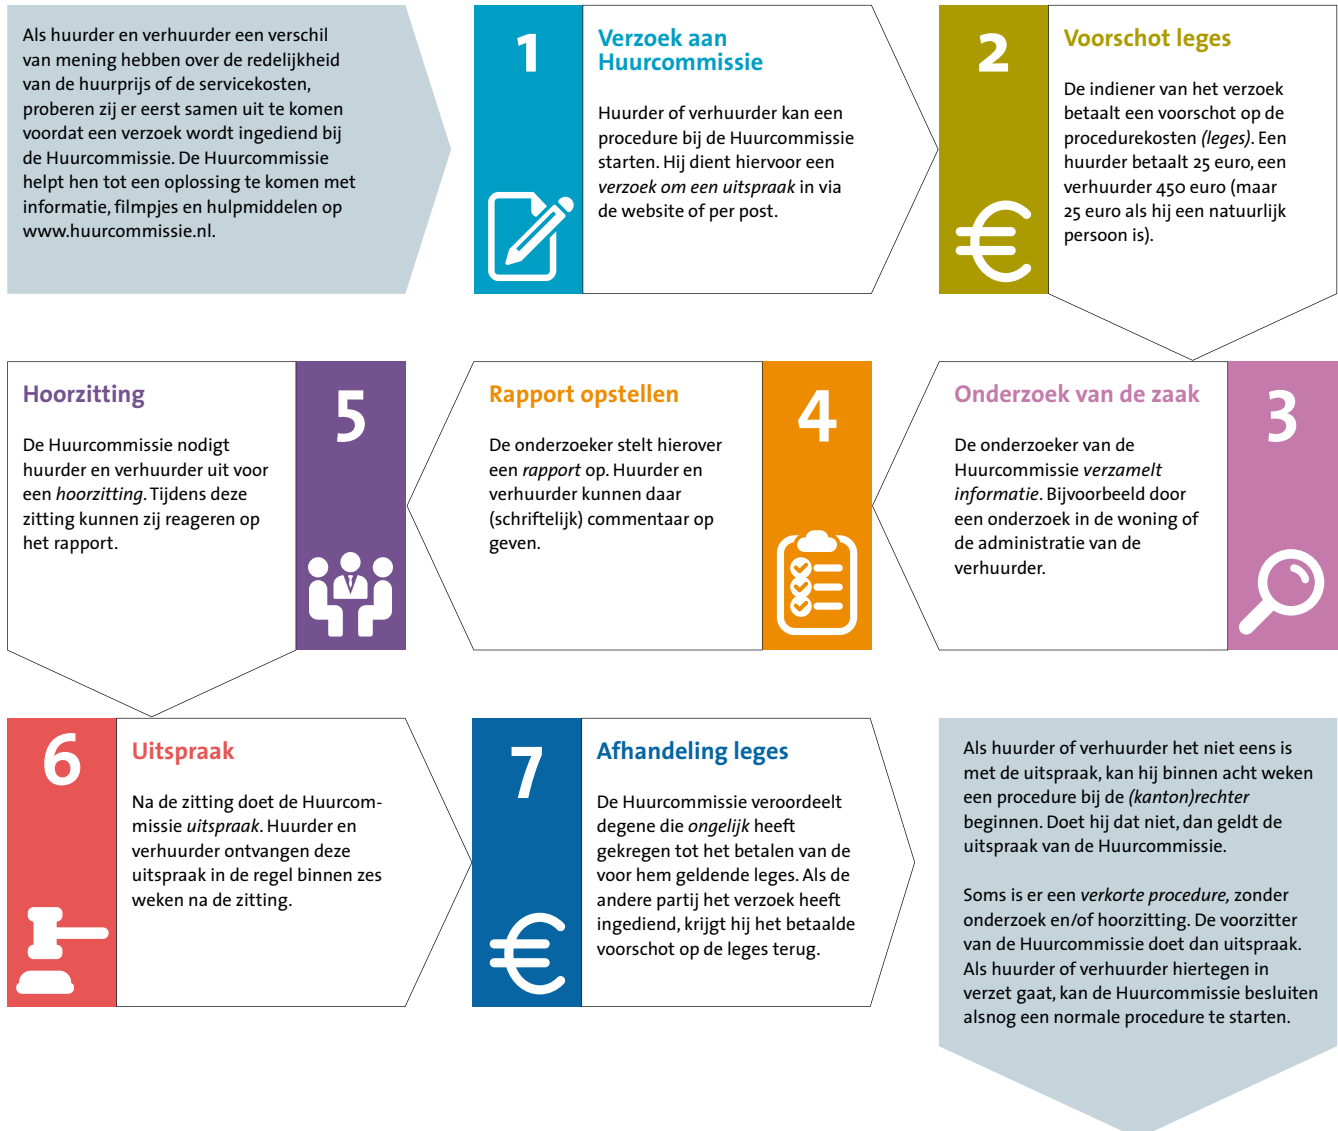 Als huurder en verhuurder een verschil
van mening hebben over de redelijkheid
van de huurprijs of de servicekosten,
proberen zij er eerst samen uit te komen
voordat een verzoek wordt ingediend bij
de Huurcommissie. De Huurcommissie
helpt hen tot een oplossing te komen met
informatie, filmpjes en hulpmiddelen op
www.huurcommissie.nl.
1
Verzoek aan
Huurcommissie
Huurder of verhuurder kan een
procedure bij de Huurcommissie
starten. Hij dient hiervoor een
verzoek om een uitspraak in via
de website of per post.
2
Voorschot leges
De indiener van het verzoek
betaalt een voorschot op de
procedurekosten (leges). Een
huurder betaalt 25 euro, een
verhuurder 450 euro (maar
25 euro als hij een natuurlijk
persoon is).
3
Onderzoek van de zaak
De onderzoeker van de
Huurcommissie verzamelt
informatie. Bijvoorbeeld door
een onderzoek in de woning of
de administratie van de
verhuurder.
4
Rapport opstellen
De onderzoeker stelt hierover
een rapport op. Huurder en
verhuurder kunnen daar
(schriftelijk) commentaar op
geven.
5
Hoorzitting
De Huurcommissie nodigt
huurder en verhuurder uit voor
een hoorzitting. Tijdens deze
zitting kunnen zij reageren op
het rapport.
6
Uitspraak
Na de zitting doet de Huurcom-
missie uitspraak. Huurder en
verhuurder ontvangen deze
uitspraak in de regel binnen zes
weken na de zitting.
7
Afhandeling leges
De Huurcommissie veroordeelt
degene die ongelijk heeft
gekregen tot het betalen van de
voor hem geldende leges. Als de
andere partij het verzoek heeft
ingediend, krijgt hij het betaalde
voorschot op de leges terug.
Als huurder of verhuurder het niet eens is
met de uitspraak, kan hij binnen acht weken
een procedure bij de (kanton)rechter
beginnen. Doet hij dat niet, dan geldt de
uitspraak van de Huurcommissie.
Soms is er een verkorte procedure, zonder
onderzoek en/of hoorzitting. De voorzitter
van de Huurcommissie doet dan uitspraak.
Als huurder of verhuurder hiertegen in
verzet gaat, kan de Huurcommissie besluiten
alsnog een normale procedure te starten.